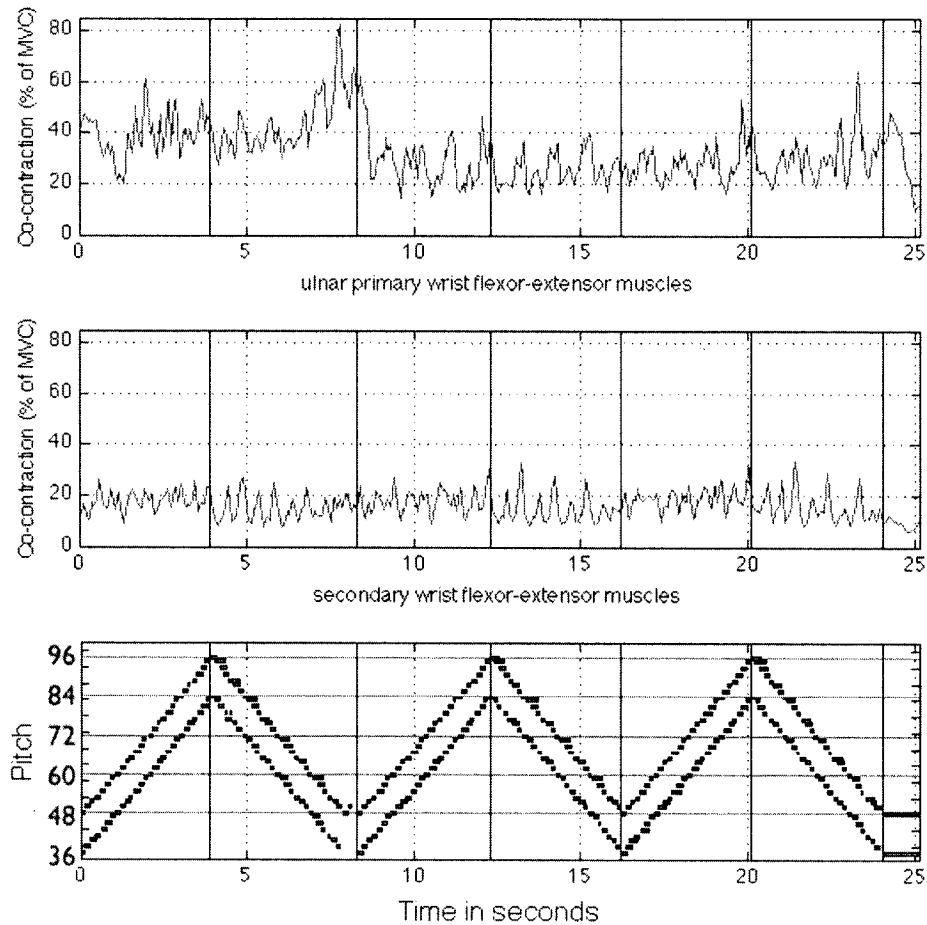 Co-contraction (% of MVC)
80
60
40
20
0
0 5 10 15 20 25
ulnar primary wrist flexor-extensor muscles
Co-contraction (% of MVC)
80
60
40
20
0
0 5 10 15 20 25
secondary wrist flexor-extensor muscles
Pitch
96
84
72
60
48
36
0 5 10 15 20 25
Time in seconds